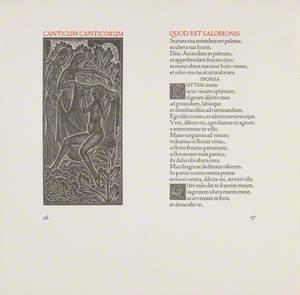 CANTICUM CANTICORUM
26
QUOD EST SALOMONIS
Statura tua assimilata est palmae,
et ubera tua botris.
Dixi: Ascendam in palmam,
et apprehendam fructus ejus;
et erunt ubera tua sicut botri vineae,
et odor oris tui sicut malorum.
SPONSA
GUTTUR tuum
sicut vinum optimum,
dignum dilecto meo
ad potandum, labiisque
et dentibus illius ad ruminandum.
Ego dilecto meo, et ad me conversio ejus.
Veni, dilecte mi, egrediamur in agrum,
commoremur in villis.
Mane surgamus ad vineas;
videamus si floruit vinea,
si flores fructus parturiunt,
si floruerunt mala punica;
ibi dabo tibi ubera mea.
Mandragorae dederunt odorem.
In portis nostris omnia poma:
nova et vetera, dilecte mi, servavi tibi.
QUIS mihi det te fratrem meum,
sugentem ubera matris meae,
ut inveniam te foris,
et deosculer te,
27